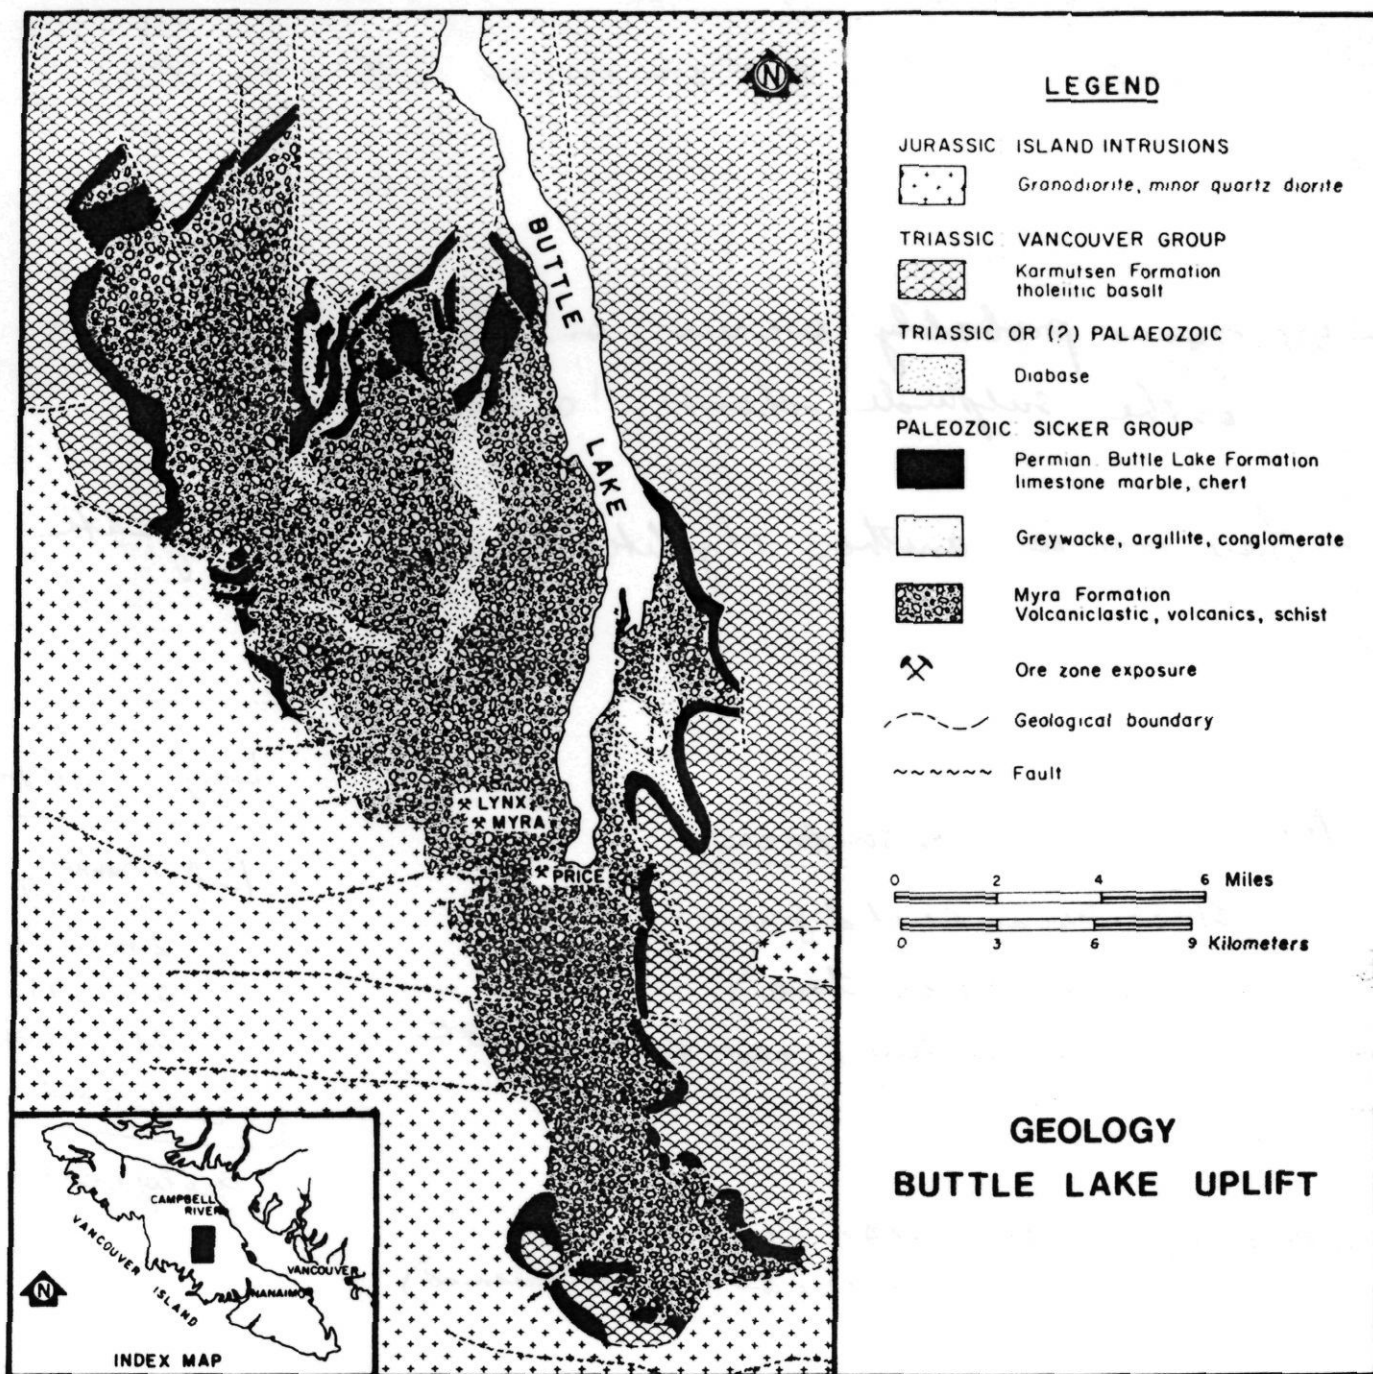 N
BUTTLE
LAKE
LYNX
MYRA
PRICE
LEGEND
JURASSIC: ISLAND INTRUSIONS
Granodiorite, minor quartz diorite
TRIASSIC: VANCOUVER GROUP
Karmutsen Formation
tholeiitic basalt
TRIASSIC OR (?) PALAEOZOIC
Diabase
PALEOZOIC: SICKER GROUP
Permian: Buttle Lake Formation
limestone marble, chert
Greywacke, argillite, conglomerate
Myra Formation
Volcaniclastic, volcanics, schist
Ore zone exposure
Geological boundary
Fault
0 2 4 6 Miles
0 3 6 9 Kilometers
GEOLOGY
BUTTLE LAKE UPLIFT
CAMPBELL
RIVER
VANCOUVER
NANAIMO
VANCOUVER ISLAND
N
INDEX MAP